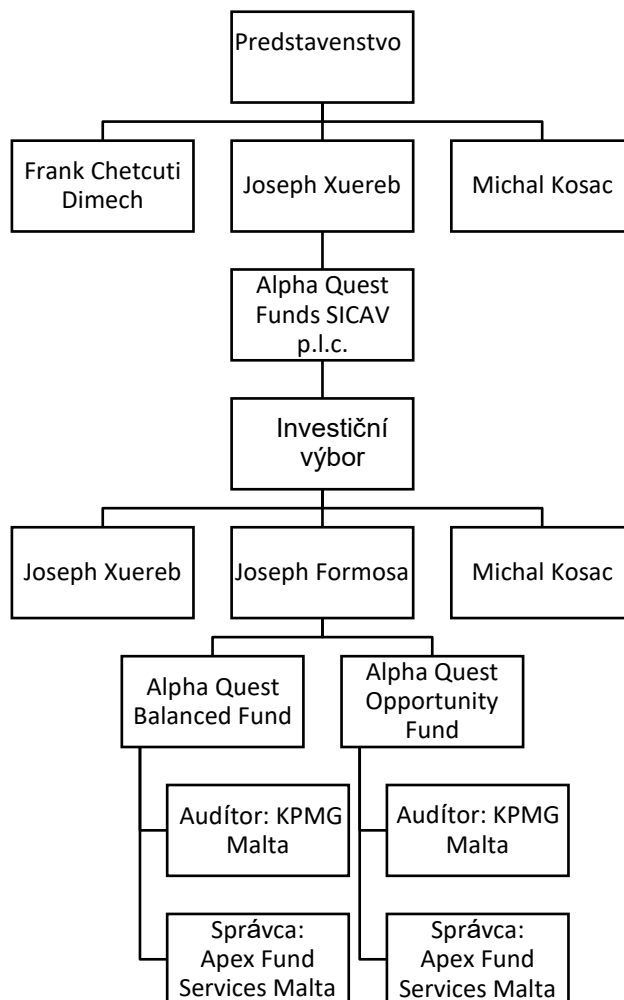 Predstavenstvo
Frank Chetcuti
Dimech
Joseph Xuereb
Michal Kosac
Alpha Quest
Funds SICAV
p.l.c.
Investiční
výbor
Joseph Xuereb
Joseph Formosa
Michal Kosac
Alpha Quest
Balanced Fund
Alpha Quest
Opportunity
Fund
Audítor: KPMG
Malta
Audítor: KPMG
Malta
Správca:
Apex Fund
Services Malta
Správca:
Apex Fund
Services Malta